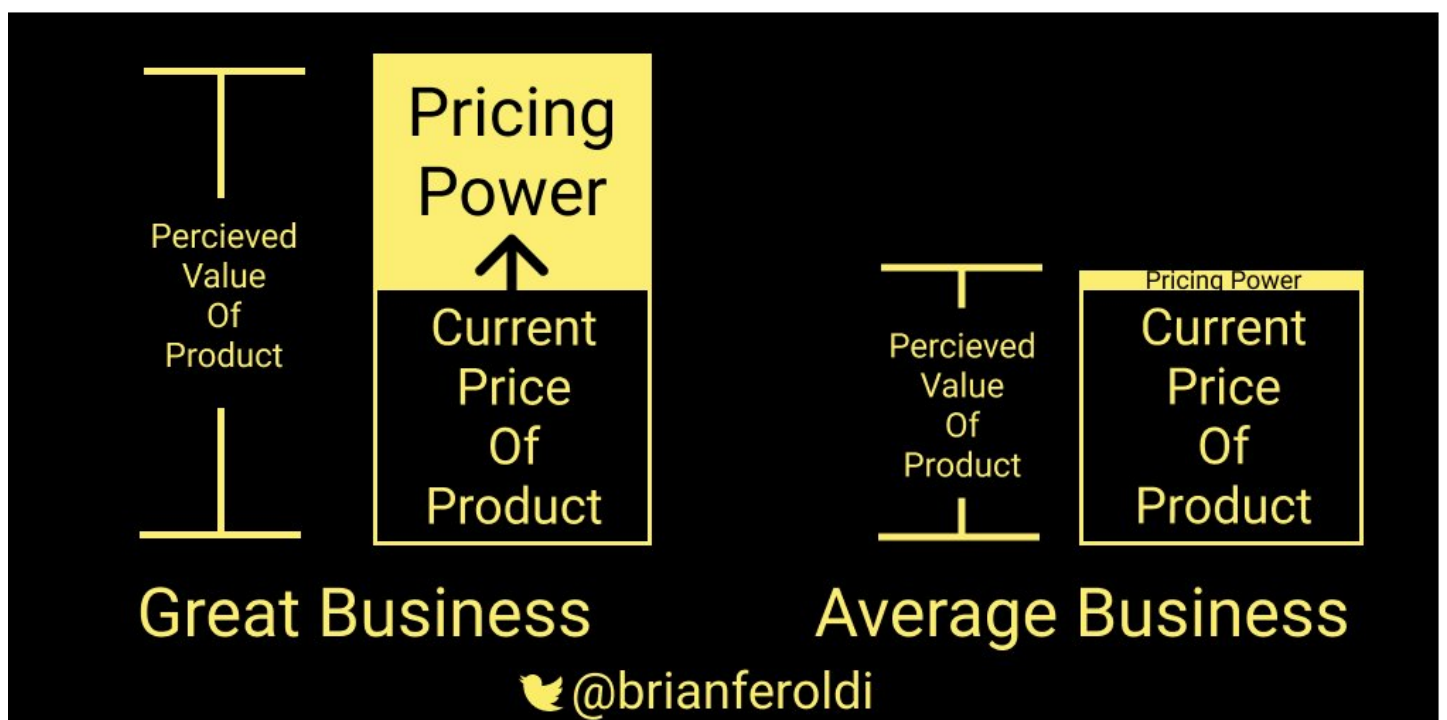 Pricing
Power
Percieved
Value
Of
Product
Current
Price
Of
Product
Great Business
Pricing Power
Percieved
Value
Of
Product
Current
Price
Of
Product
Average Business
@brianferoldi